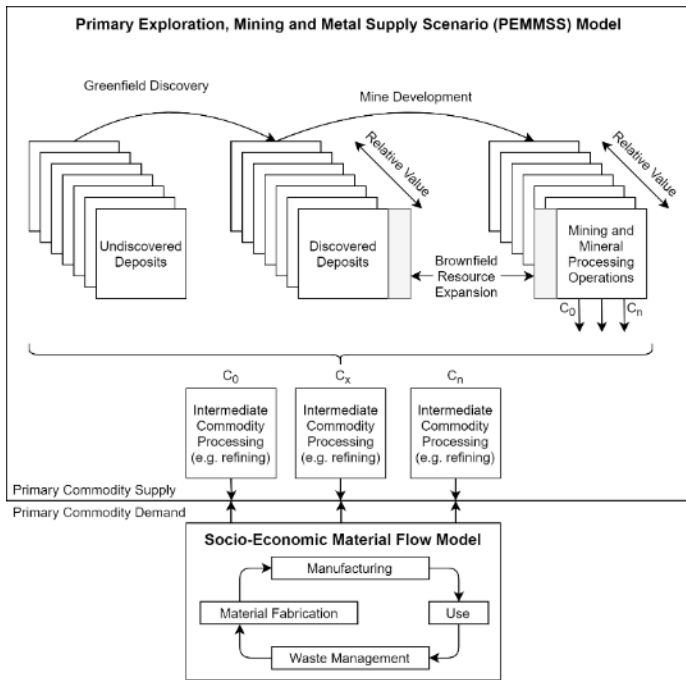 Primary Exploration, Mining and Metal Supply Scenario (PEMMSS) Model
Greenfield Discovery
Mine Development
Relative Value
Relative Value
Undiscovered
Deposits
Discovered
Deposits
Brownfield
Resource
Expansion
Mining and
Mineral
Processing
Operations
C0
Cn
C0
Cx
Cn
Intermediate
Commodity
Processing
(e.g. refining)
Intermediate
Commodity
Processing
(e.g. refining)
Intermediate
Commodity
Processing
(e.g. refining)
Primary Commodity Supply
Primary Commodity Demand
Socio-Economic Material Flow Model
Manufacturing
Material Fabrication
Use
Waste Management